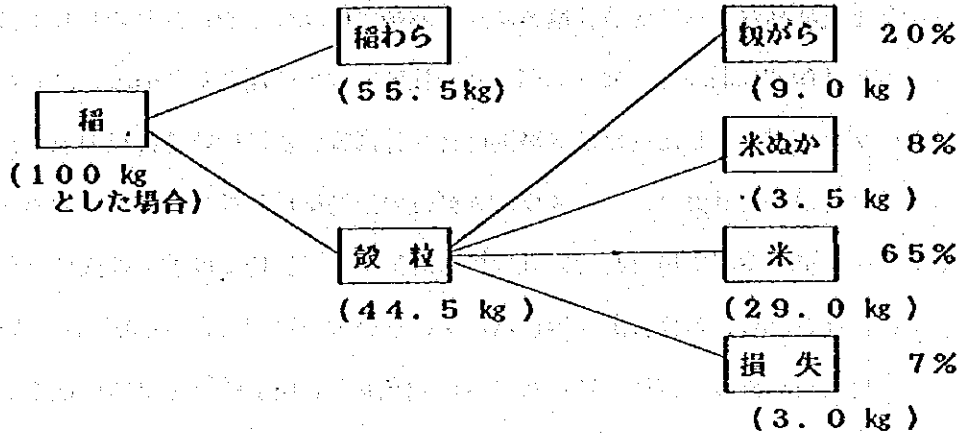 稲
(100 kg
とした場合)
稲わら
(55.5kg)
穀 粒
(44.5 kg )
籾がら 20%
(9.0 kg )
米ぬか 8%
(3.5 kg )
米 65%
(29.0 kg )
損 失 7%
(3.0 kg )